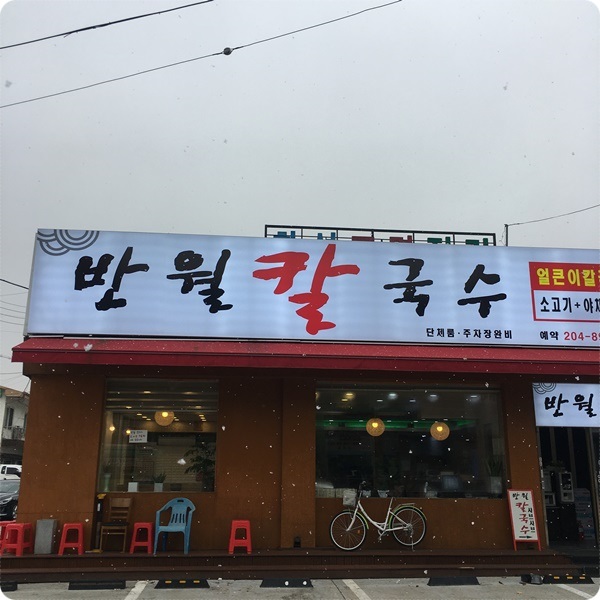 반월칼국수
단체룸·주차장완비
얼큰이칼
소고기+야채
예약 204-8
반월
반월
칼국수